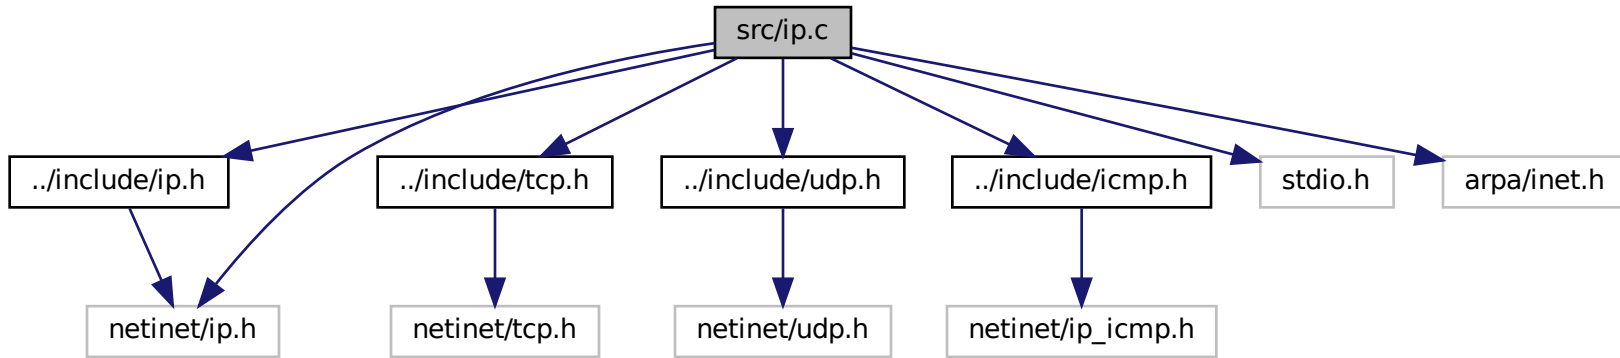 src/ip.c
../include/ip.h
../include/tcp.h
../include/udp.h
../include/icmp.h
stdio.h
arpa/inet.h
netinet/ip.h
netinet/tcp.h
netinet/udp.h
netinet/ip_icmp.h